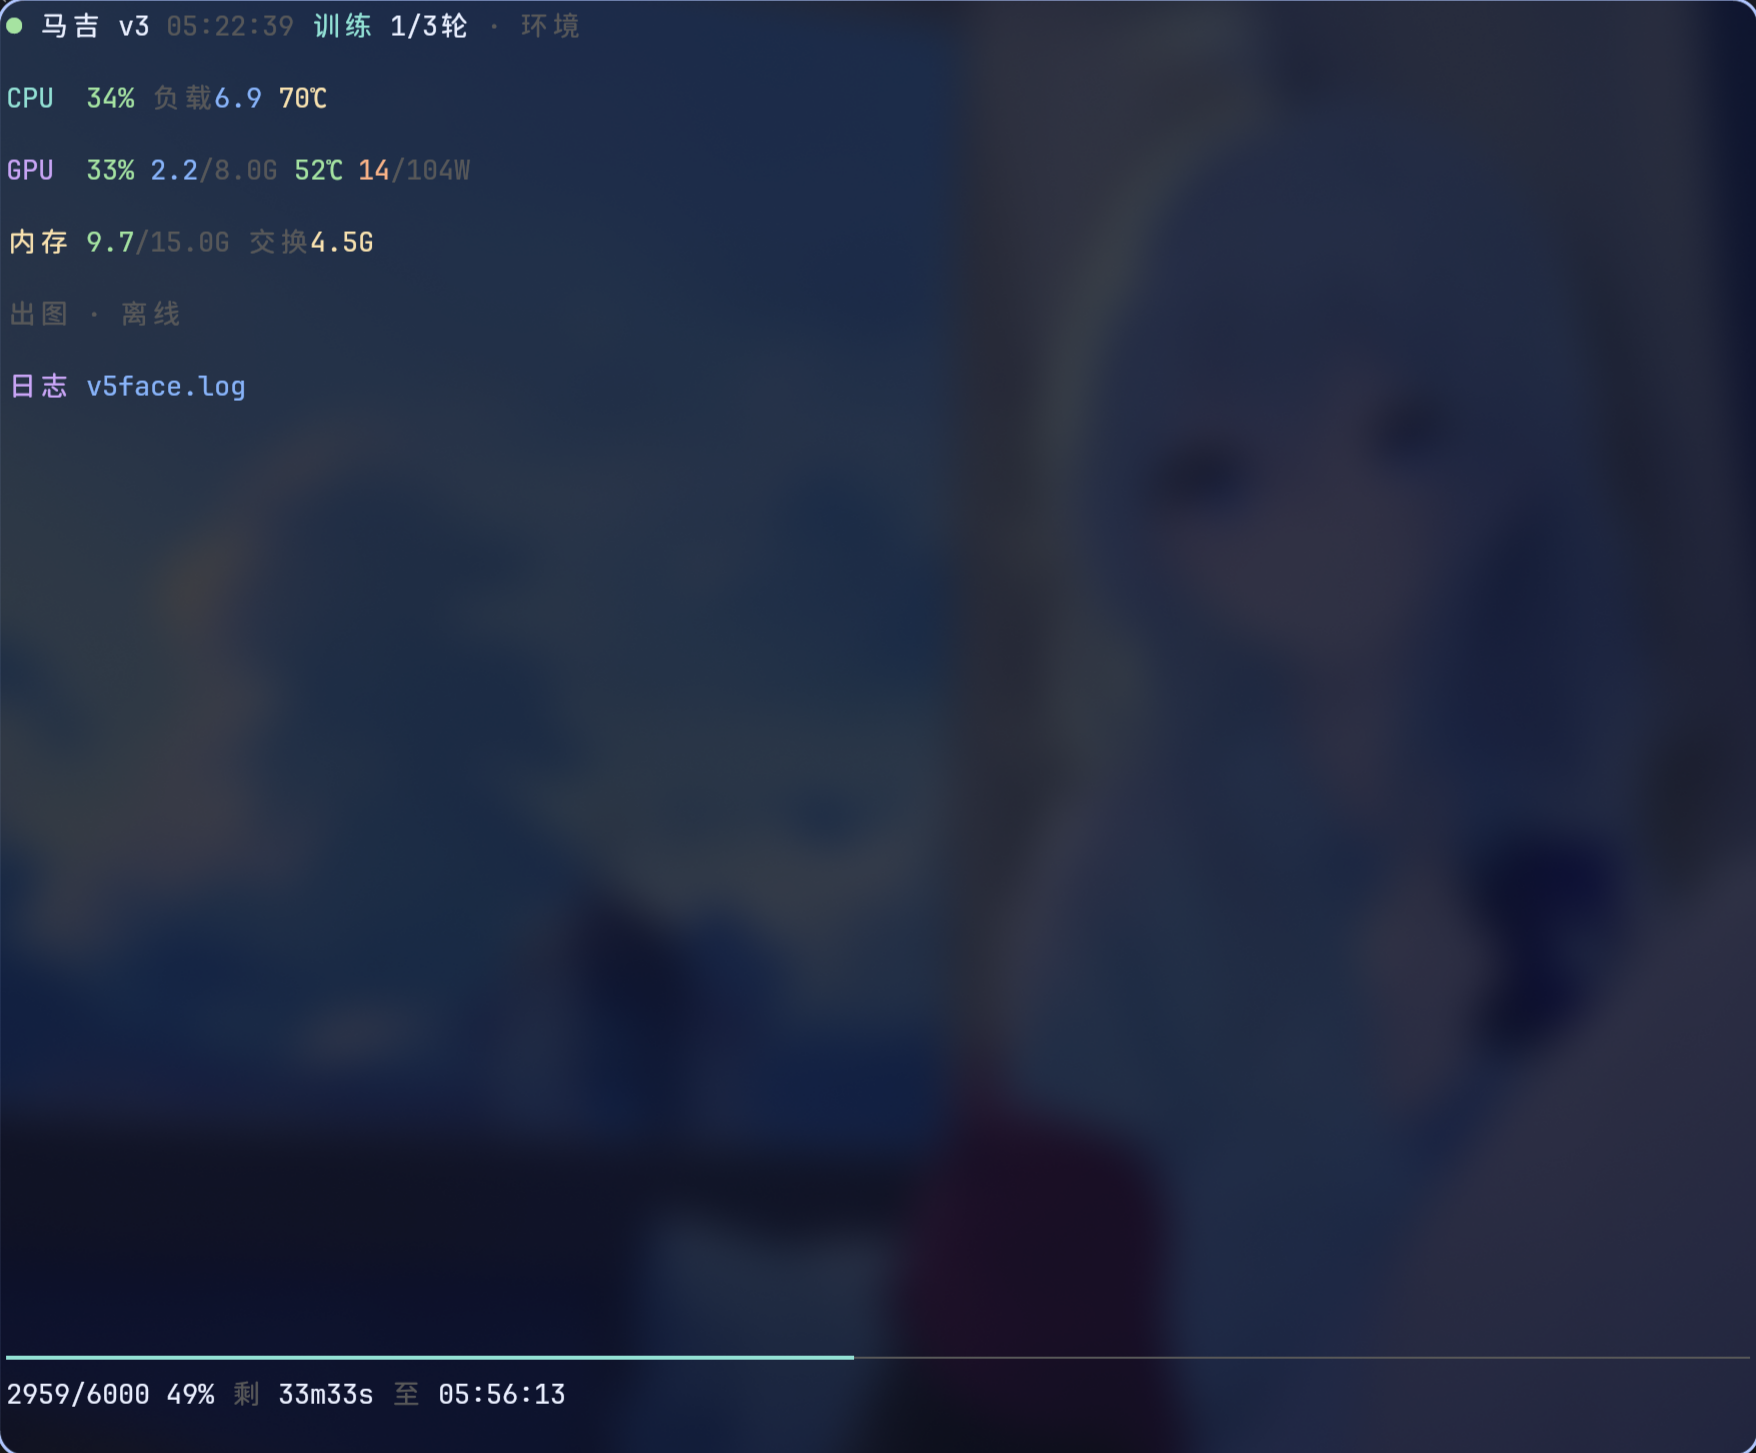 ● 马吉 v3 05:22:39 训练 1/3轮 · 环境
CPU 34% 负载6.9 70℃
GPU 33% 2.2/8.0G 52℃ 14/104W
内存 9.7/15.0G 交换4.5G
出图 · 离线
日志 v5face.log
2959/6000 49% 剩 33m33s 至 05:56:13